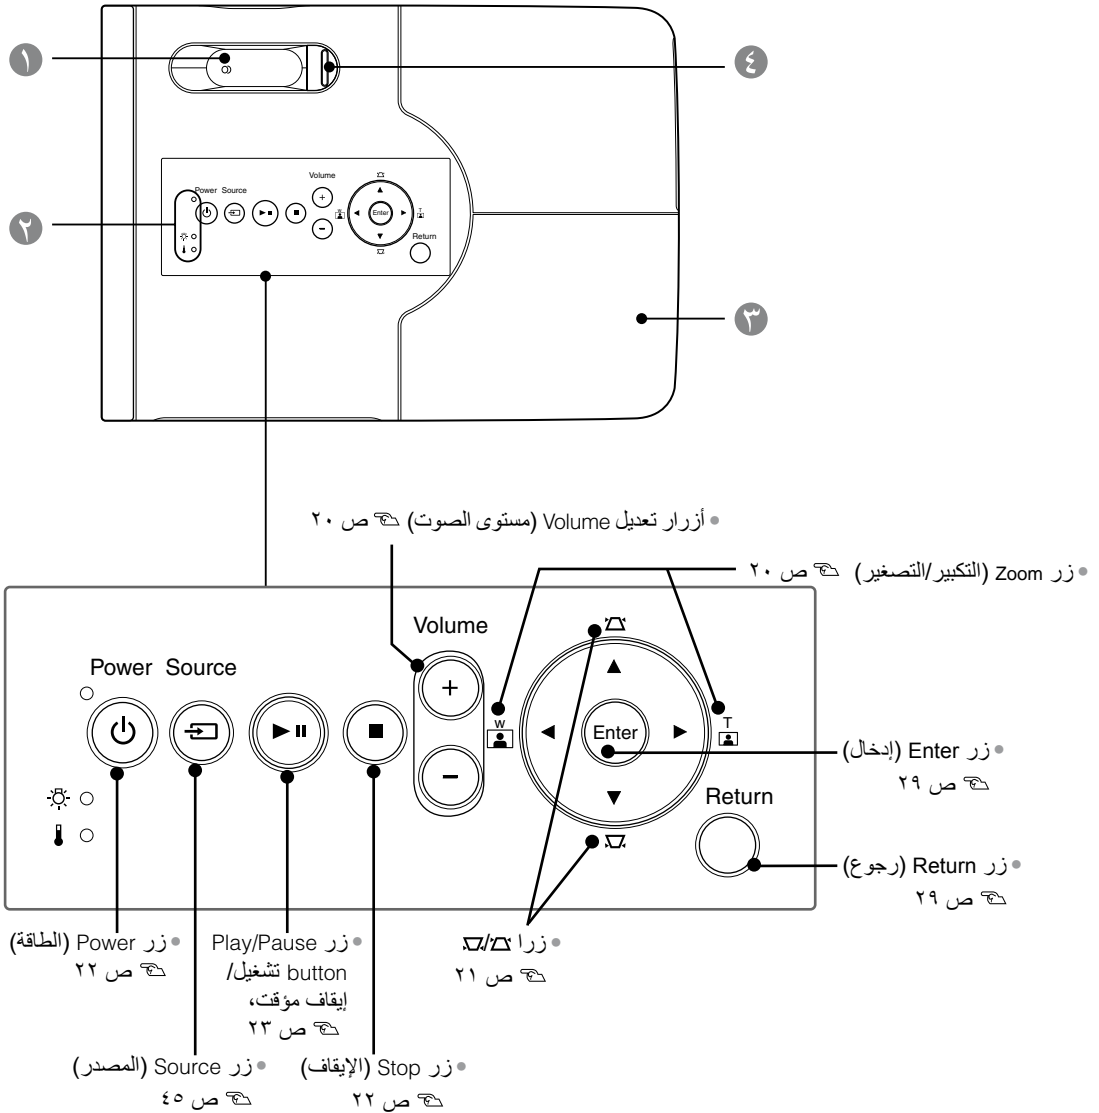 ١
٤
Volume
Power Source
Enter
W
T
٢
Return
٣
• أزرار تعديل Volume (مستوى الصوت) ☞ ص ٢٠
• زر Zoom (التكبير/التصغير) ☞ ص ٢٠
Volume
Power Source
W
T
Enter
Return
• زر Enter (إدخال)
☞ ص ٢٩
• زر Return (رجوع)
☞ ص ٢٩
• زر Power (الطاقة)
☞ ص ٢٢
• زر Play/Pause
button تشغيل/
إيقاف مؤقت،
☞ ص ٢٣
• زرا /
☞ ص ٢١
• زر Source (المصدر)
☞ ص ٤٥
• زر Stop (الإيقاف)
☞ ص ٢٢